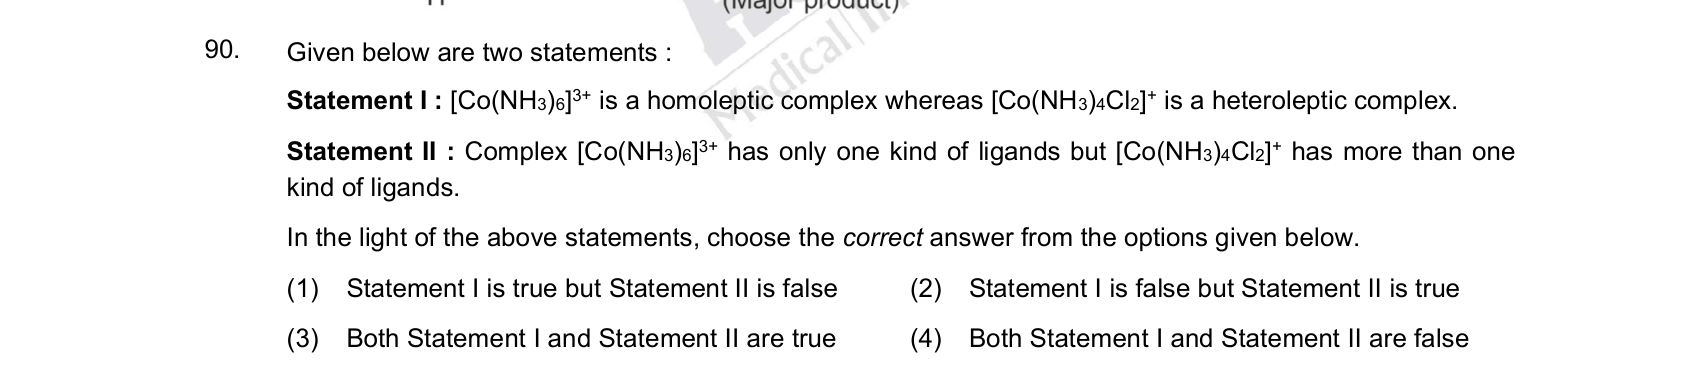 (Major product)
90. Given below are two statements :
Statement I : [Co(NH₃)₆]³⁺ is a homoleptic complex whereas [Co(NH₃)₄Cl₂]⁺ is a heteroleptic complex.
Statement II : Complex [Co(NH₃)₆]³⁺ has only one kind of ligands but [Co(NH₃)₄Cl₂]⁺ has more than one
kind of ligands.
In the light of the above statements, choose the correct answer from the options given below.
(1) Statement I is true but Statement II is false (2) Statement I is false but Statement II is true
(3) Both Statement I and Statement II are true (4) Both Statement I and Statement II are false
Medical